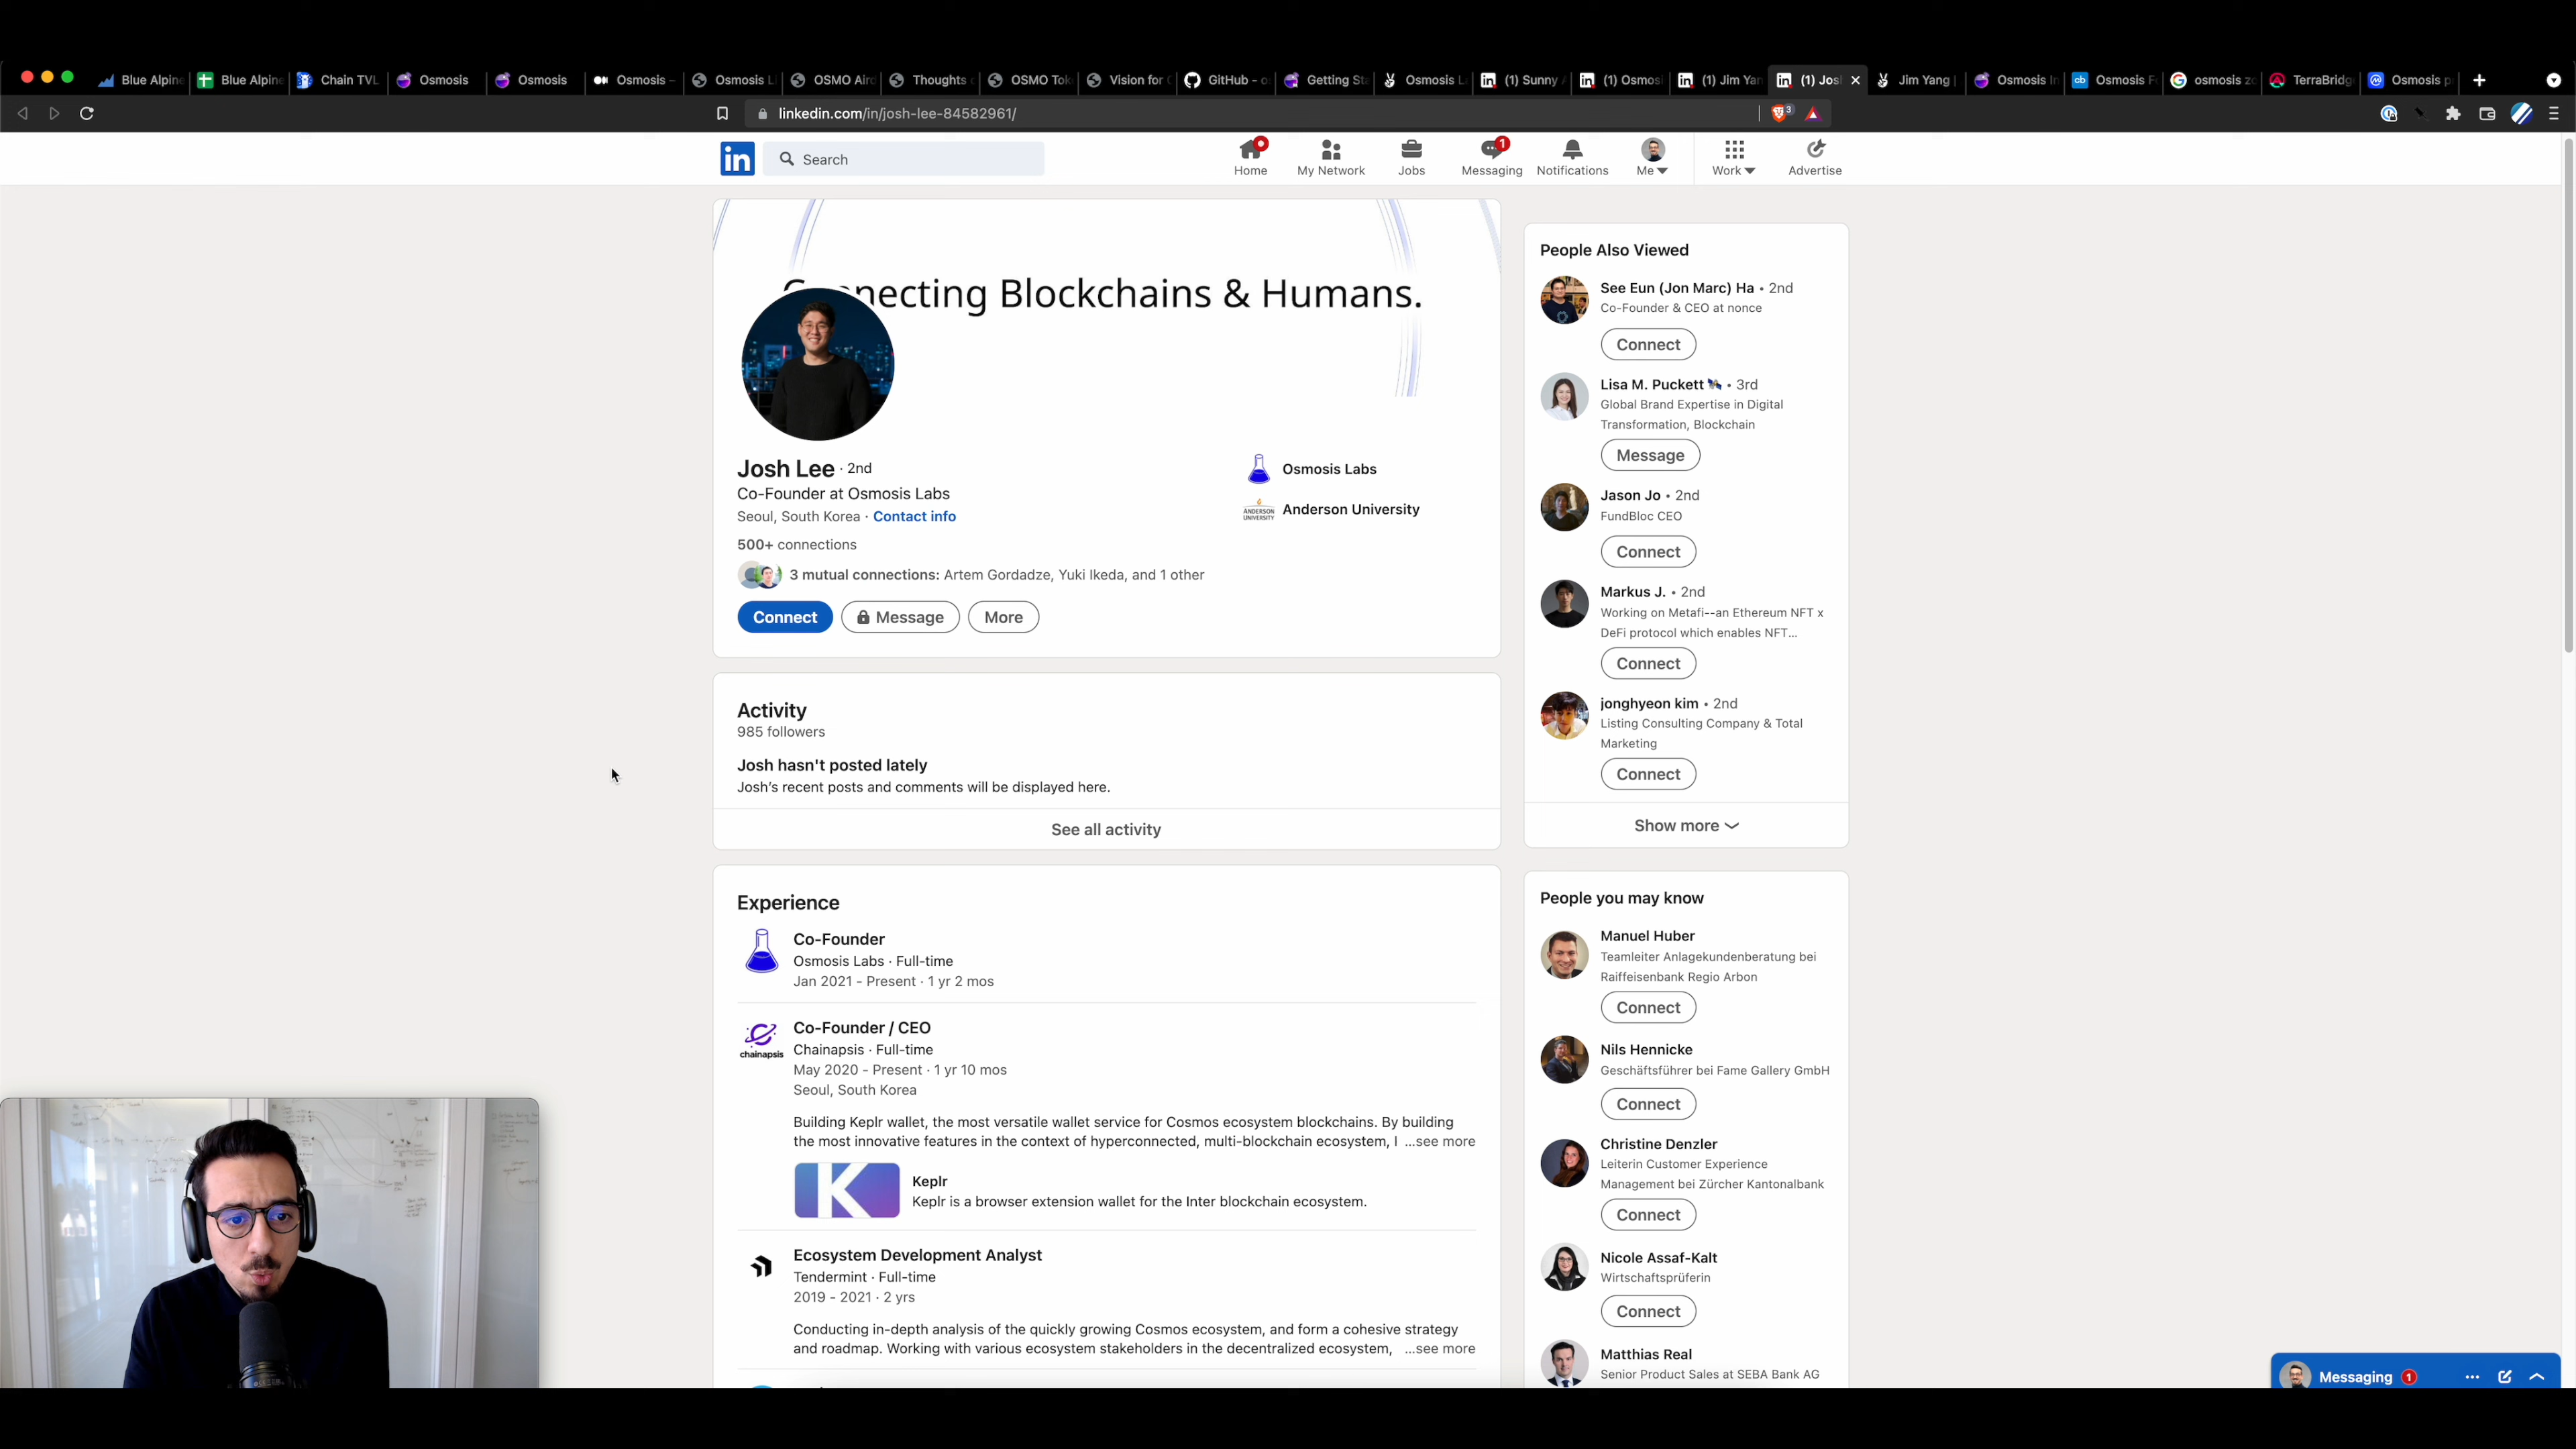 Blue Alpine
Blue Alpine
Chain TVL
Osmosis
Osmosis
Osmosis -
Osmosis L
OSMO Air
Thoughts
OSMO To
Vision for
GitHub - o
Getting Sta
Osmosis L
(1) Sunny
(1) Osmos
(1) Jim Yan
(1) Jos
Jim Yang
Osmosis In
Osmosis F
osmosis zo
TerraBridg
Osmosis p
linkedin.com/in/josh-lee-84582961/
3
in
Search
Home
My Network
Jobs
1
Messaging
Notifications
Me
Work
Advertise
nnecting Blockchains & Humans.
Josh Lee · 2nd
Co-Founder at Osmosis Labs
Seoul, South Korea · Contact info
500+ connections
3 mutual connections: Artem Gordadze, Yuki Ikeda, and 1 other
Connect
Message
More
Osmosis Labs
ANDERSON
UNIVERSITY
Anderson University
Activity
985 followers
Josh hasn't posted lately
Josh's recent posts and comments will be displayed here.
See all activity
Experience
Co-Founder
Osmosis Labs · Full-time
Jan 2021 - Present · 1 yr 2 mos
chainapsis
Co-Founder / CEO
Chainapsis · Full-time
May 2020 - Present · 1 yr 10 mos
Seoul, South Korea
Building Keplr wallet, the most versatile wallet service for Cosmos ecosystem blockchains. By building
the most innovative features in the context of hyperconnected, multi-blockchain ecosystem, I ...see more
K
Keplr
Keplr is a browser extension wallet for the Inter blockchain ecosystem.
Ecosystem Development Analyst
Tendermint · Full-time
2019 - 2021 · 2 yrs
Conducting in-depth analysis of the quickly growing Cosmos ecosystem, and form a cohesive strategy
and roadmap. Working with various ecosystem stakeholders in the decentralized ecosystem, ...see more
People Also Viewed
See Eun (Jon Marc) Ha • 2nd
Co-Founder & CEO at nonce
Connect
Lisa M. Puckett • 3rd
Global Brand Expertise in Digital
Transformation, Blockchain
Message
Jason Jo • 2nd
FundBloc CEO
Connect
Markus J. • 2nd
Working on Metafi--an Ethereum NFT x
DeFi protocol which enables NFT...
Connect
jonghyeon kim • 2nd
Listing Consulting Company & Total
Marketing
Connect
Show more
People you may know
Manuel Huber
Teamleiter Anlagekundenberatung bei
Raiffeisenbank Regio Arbon
Connect
Nils Hennicke
Geschäftsführer bei Fame Gallery GmbH
Connect
Christine Denzler
Leiterin Customer Experience
Management bei Zürcher Kantonalbank
Connect
Nicole Assaf-Kalt
Wirtschaftsprüferin
Connect
Matthias Real
Senior Product Sales at SEBA Bank AG
Messaging 1